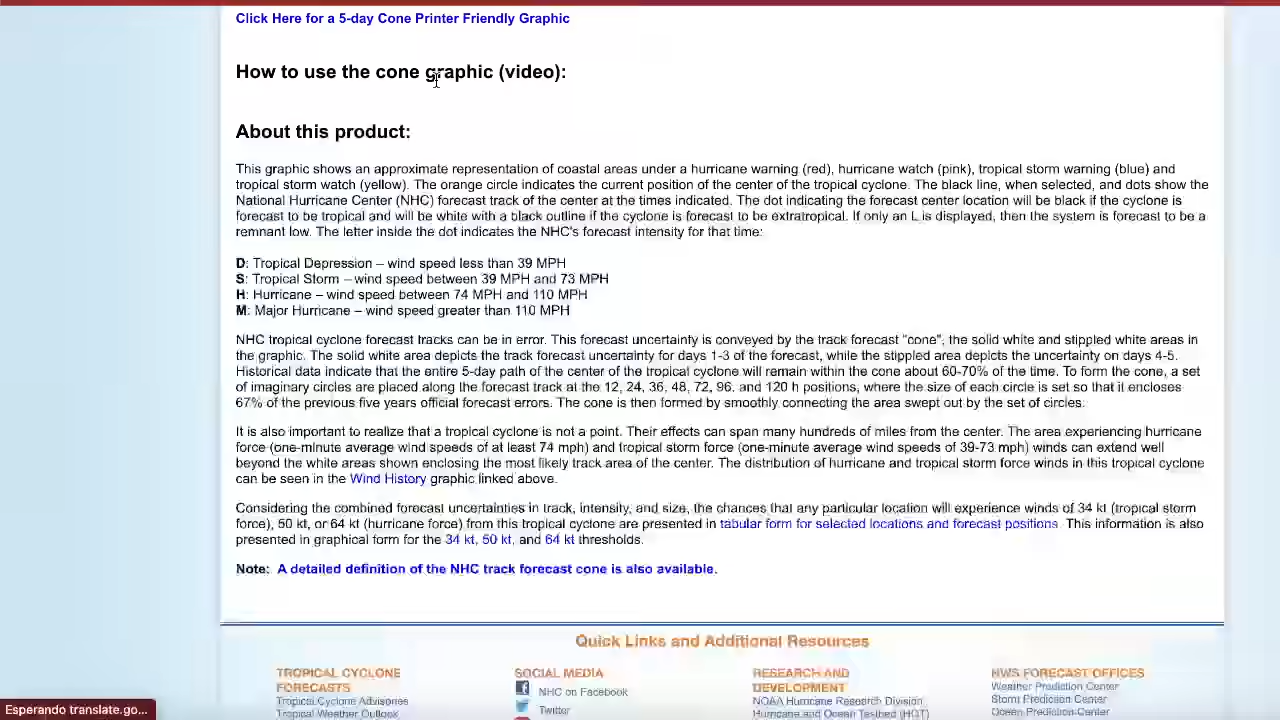 Click Here for a 5-day Cone Printer Friendly Graphic
How to use the cone graphic (video):
About this product:
This graphic shows an approximate representation of coastal areas under a hurricane warning (red), hurricane watch (pink), tropical storm warning (blue) and
tropical storm watch (yellow). The orange circle indicates the current position of the center of the tropical cyclone. The black line, when selected, and dots show the
National Hurricane Center (NHC) forecast track of the center at the times indicated. The dot indicating the forecast center location will be black if the cyclone is
forecast to be tropical and will be white with a black outline if the cyclone is forecast to be extratropical. If only an L is displayed, then the system is forecast to be a
remnant low. The letter inside the dot indicates the NHC's forecast intensity for that time:
D: Tropical Depression – wind speed less than 39 MPH
S: Tropical Storm – wind speed between 39 MPH and 73 MPH
H: Hurricane – wind speed between 74 MPH and 110 MPH
M: Major Hurricane – wind speed greater than 110 MPH
NHC tropical cyclone forecast tracks can be in error. This forecast uncertainty is conveyed by the track forecast "cone", the solid white and stippled white areas in
the graphic. The solid white area depicts the track forecast uncertainty for days 1-3 of the forecast, while the stippled area depicts the uncertainty on days 4-5.
Historical data indicate that the entire 5-day path of the center of the tropical cyclone will remain within the cone about 60-70% of the time. To form the cone, a set
of imaginary circles are placed along the forecast track at the 12, 24, 36, 48, 72, 96, and 120 h positions, where the size of each circle is set so that it encloses
67% of the previous five years official forecast errors. The cone is then formed by smoothly connecting the area swept out by the set of circles.
It is also important to realize that a tropical cyclone is not a point. Their effects can span many hundreds of miles from the center. The area experiencing hurricane
force (one-minute average wind speeds of at least 74 mph) and tropical storm force (one-minute average wind speeds of 39-73 mph) winds can extend well
beyond the white areas shown enclosing the most likely track area of the center. The distribution of hurricane and tropical storm force winds in this tropical cyclone
can be seen in the Wind History graphic linked above.
Considering the combined forecast uncertainties in track, intensity, and size, the chances that any particular location will experience winds of 34 kt (tropical storm
force), 50 kt, or 64 kt (hurricane force) from this tropical cyclone are presented in tabular form for selected locations and forecast positions. This information is also
presented in graphical form for the 34 kt, 50 kt, and 64 kt thresholds.
Note: A detailed definition of the NHC track forecast cone is also available.
Quick Links and Additional Resources
TROPICAL CYCLONE
FORECASTS
Tropical Cyclone Advisories
Tropical Weather Outlook
SOCIAL MEDIA
NHC on Facebook
Twitter
RESEARCH AND
DEVELOPMENT
NOAA Hurricane Research Division
Hurricane and Ocean Testbed (HOT)
NWS FORECAST OFFICES
Weather Prediction Center
Storm Prediction Center
Ocean Prediction Center
Esperando translate.go...